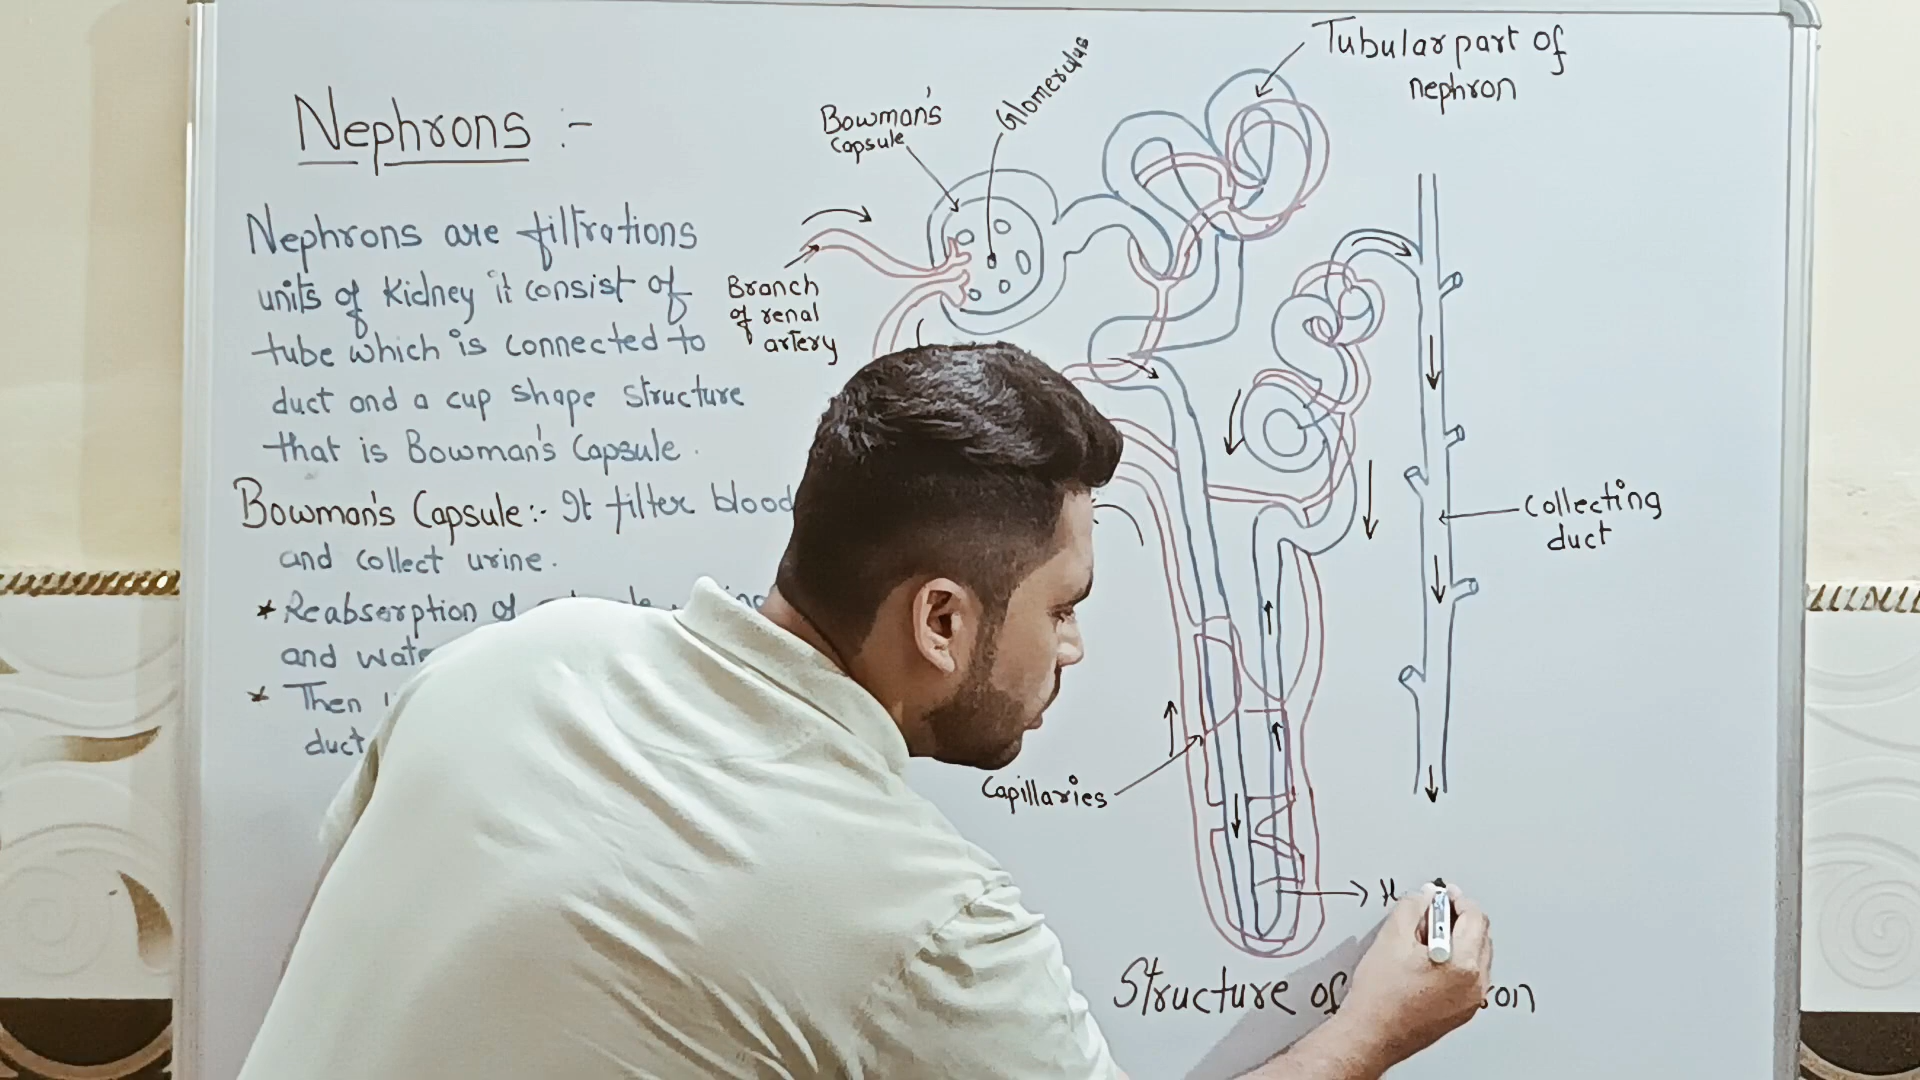 Nephrons :-
Nephrons are filtrations
units of Kidney it consist of
tube which is connected to
duct and a cup shape structure
that is Bowman's Capsule.
Bowman's Capsule:- It filter blood
and collect urine.
* Reabsorption of
and
* Then
duct
Bowman's
Capsule
Glomerulus
Tubular part of
nephron
Branch
of renal
artery
Collecting
duct
Capillaries
H
Structure of